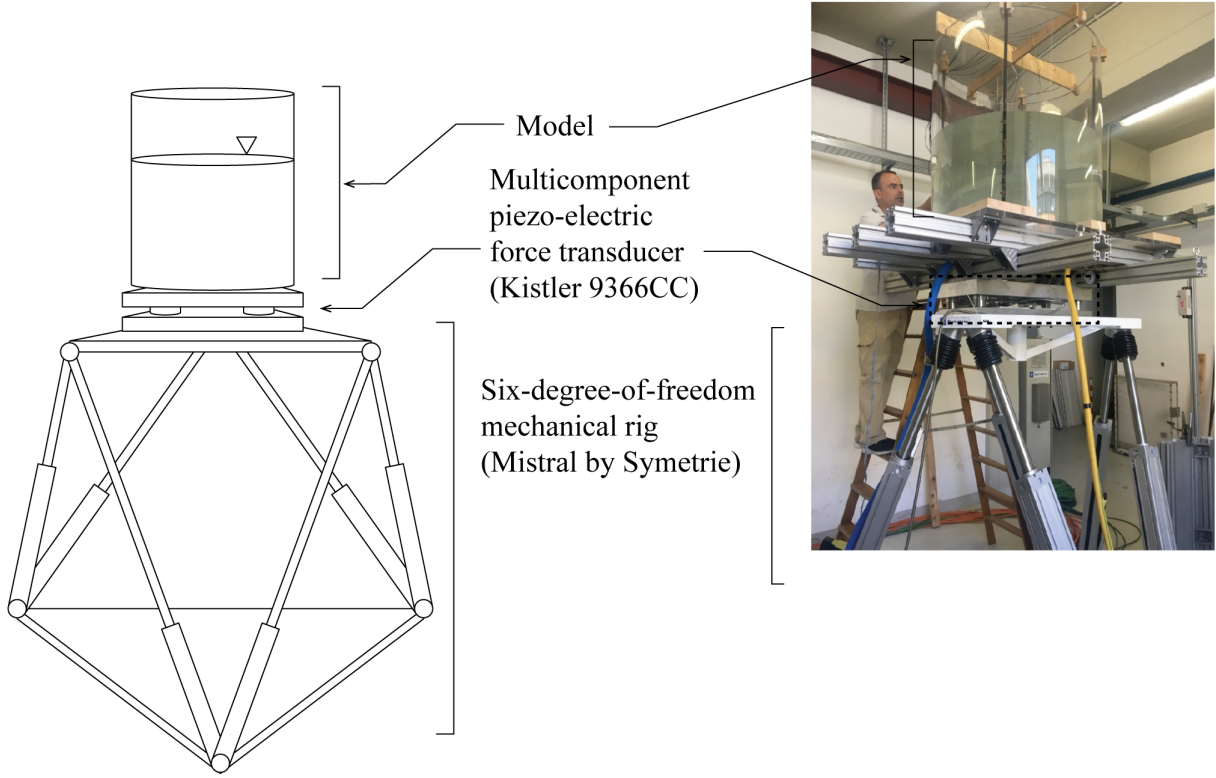 Model
Multicomponent
piezo-electric
force transducer
(Kistler 9366CC)
Six-degree-of-freedom
mechanical rig
(Mistral by Symetrie)